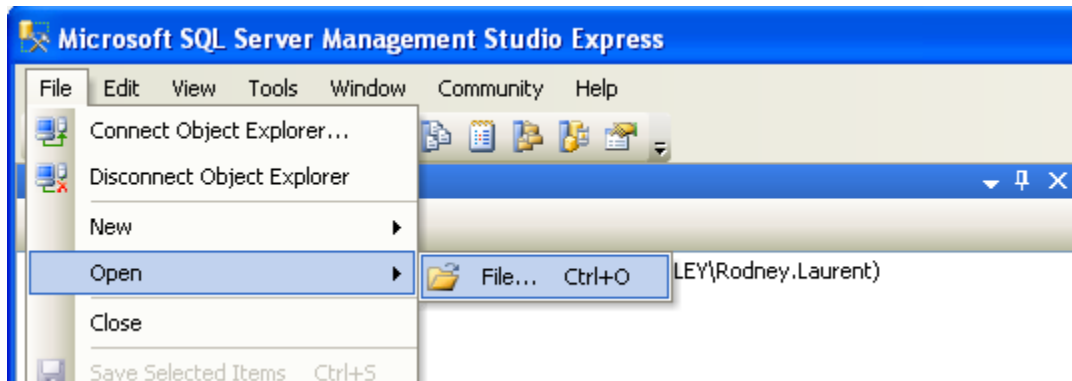 Microsoft SQL Server Management Studio Express
File Edit View Tools Window Community Help
Connect Object Explorer...
Disconnect Object Explorer
New
Open File... Ctrl+O LEY\Rodney.Laurent)
Close
Save Selected Items Ctrl+S